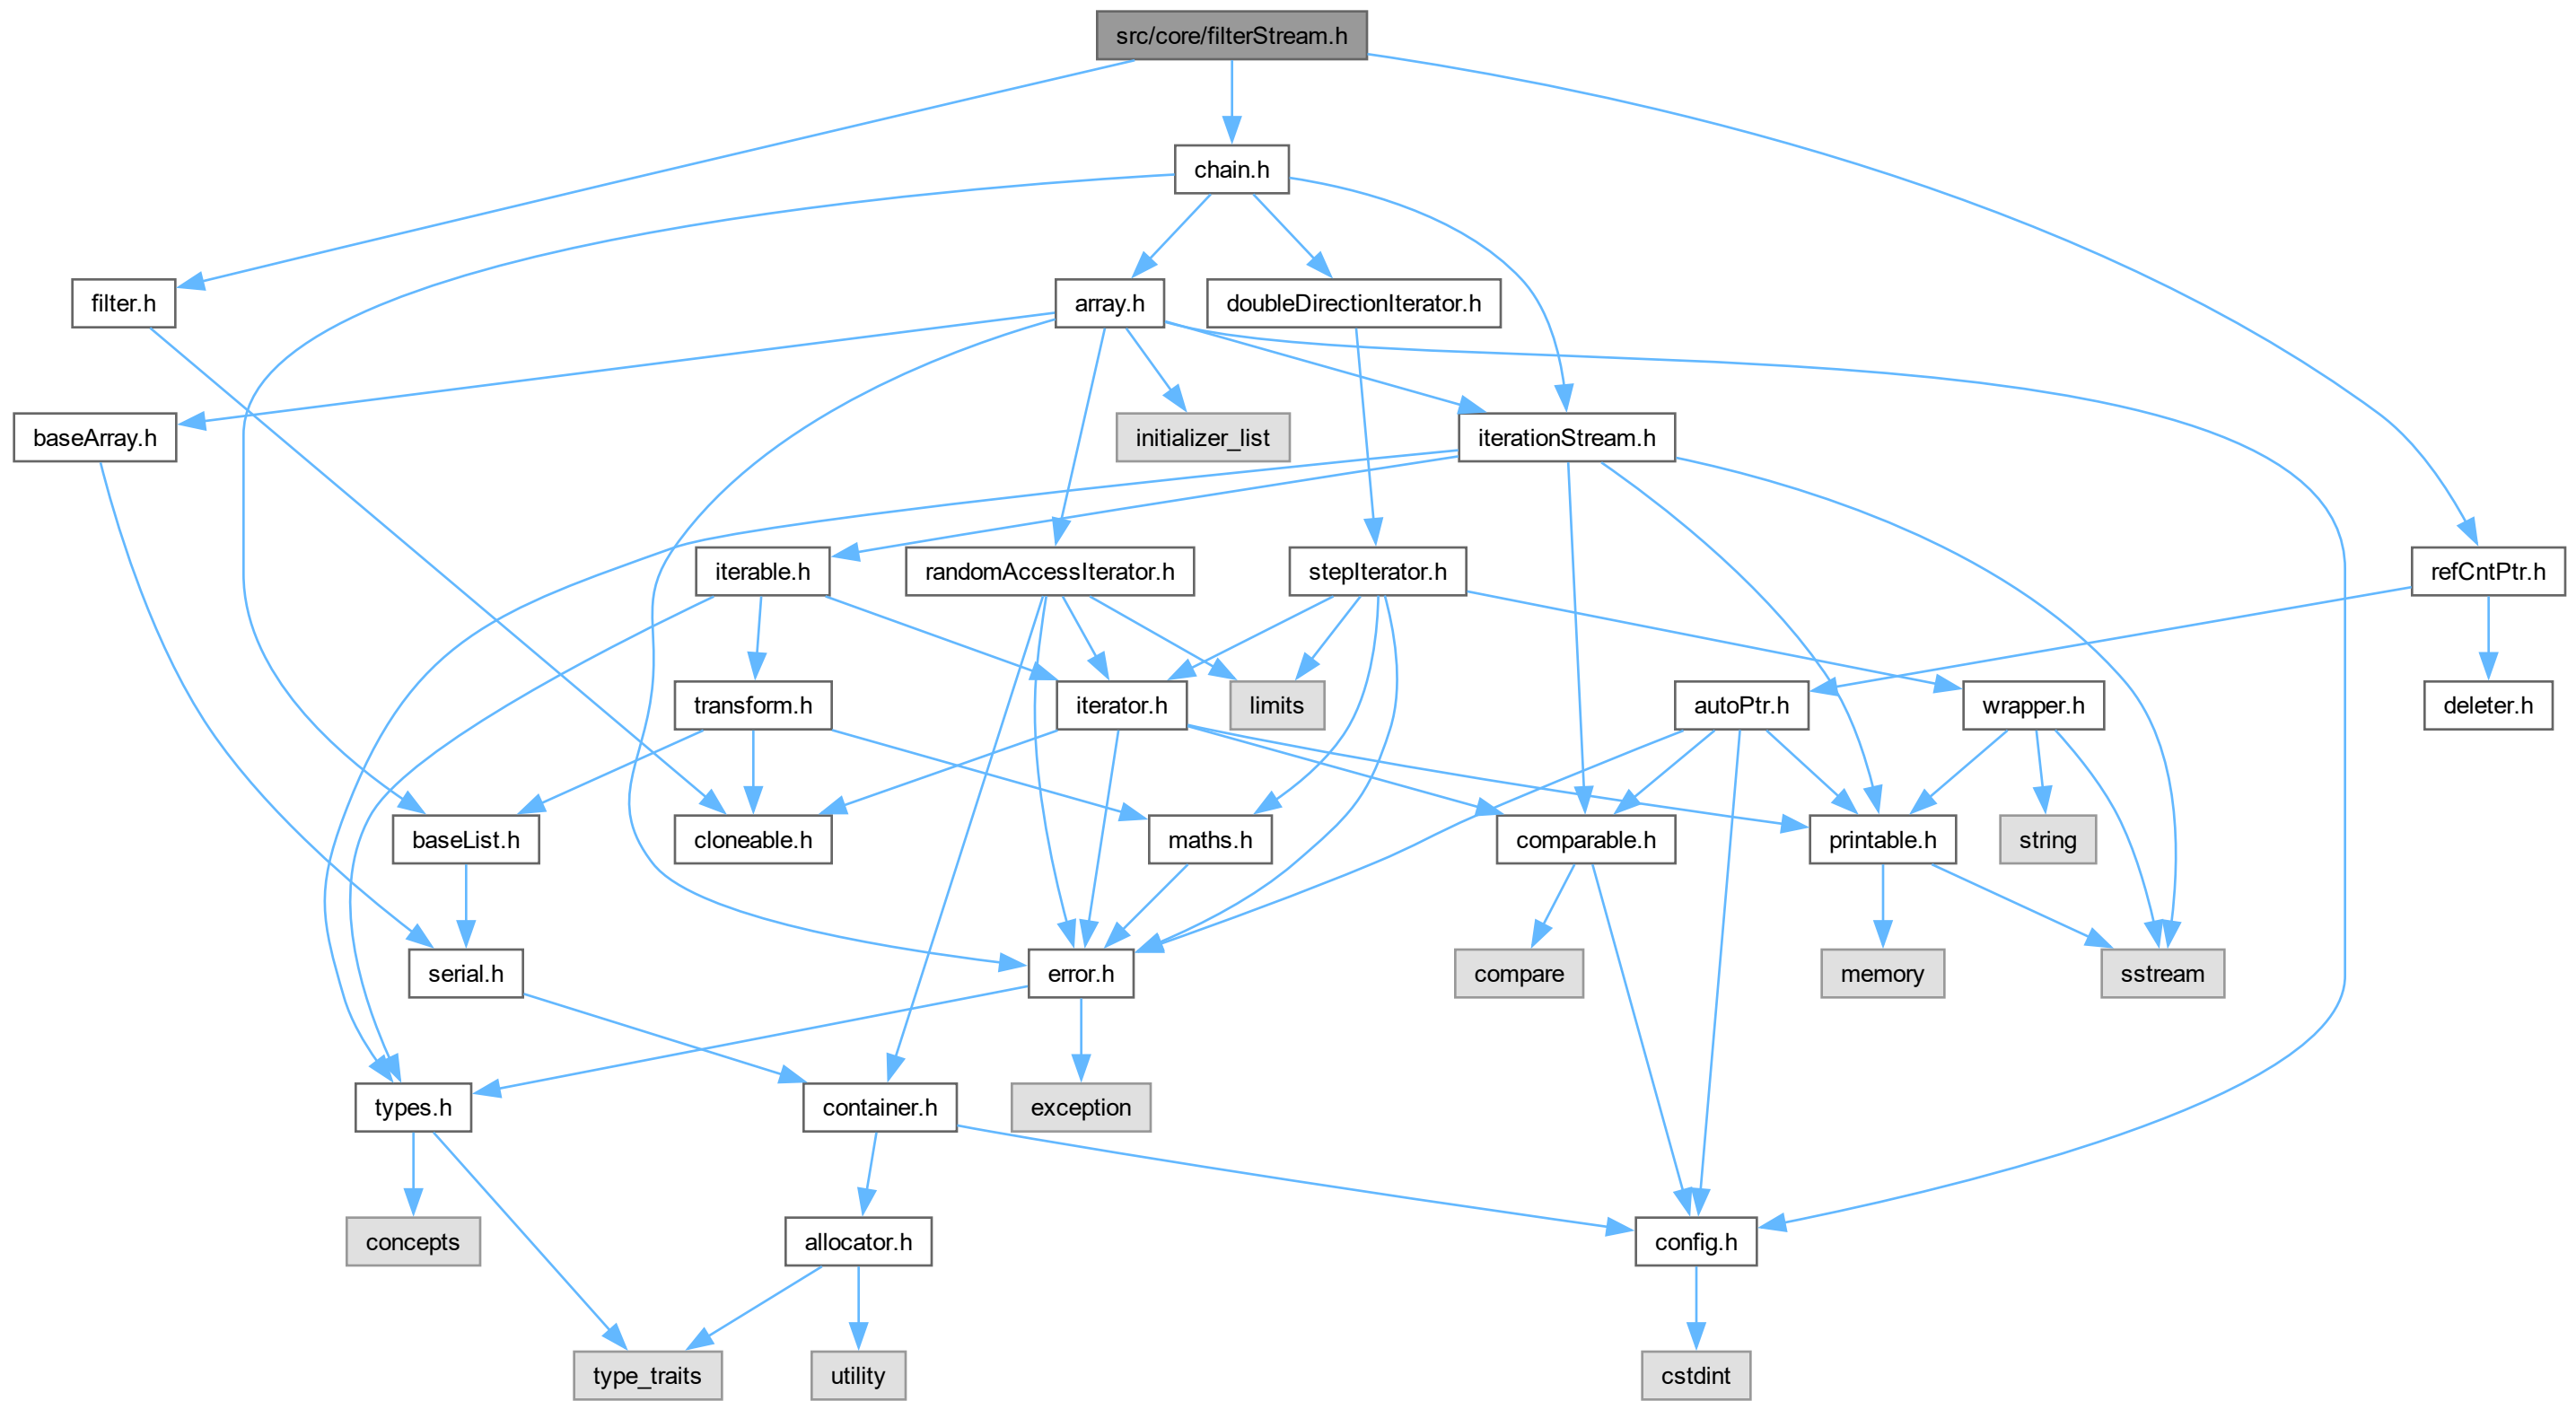 src/core/filterStream.h
chain.h
filter.h
array.h
doubleDirectionIterator.h
baseArray.h
initializer_list
iterationStream.h
iterable.h
randomAccessIterator.h
stepIterator.h
refCntPtr.h
transform.h
iterator.h
limits
autoPtr.h
wrapper.h
deleter.h
baseList.h
cloneable.h
maths.h
comparable.h
printable.h
string
serial.h
error.h
compare
memory
sstream
types.h
container.h
exception
concepts
allocator.h
config.h
type_traits
utility
cstdint